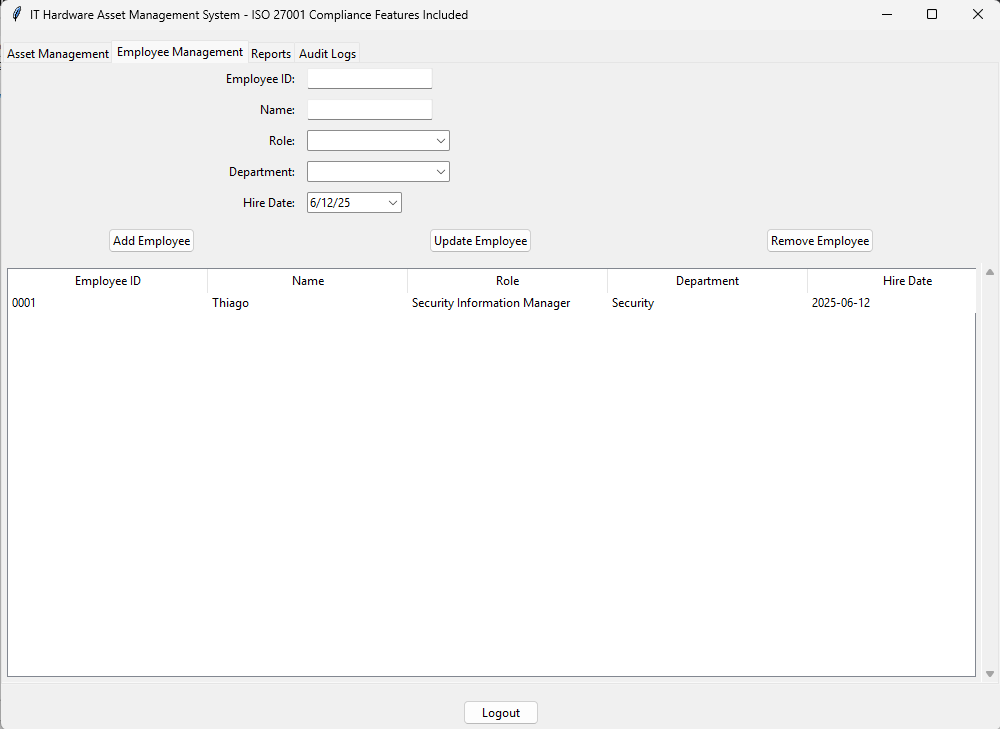 IT Hardware Asset Management System - ISO 27001 Compliance Features Included
Asset Management Employee Management Reports Audit Logs
Employee ID:
Name:
Role:
Department:
Hire Date: 6/12/25
Add Employee Update Employee Remove Employee
Employee ID Name Role Department Hire Date
0001 Thiago Security Information Manager Security 2025-06-12
Logout